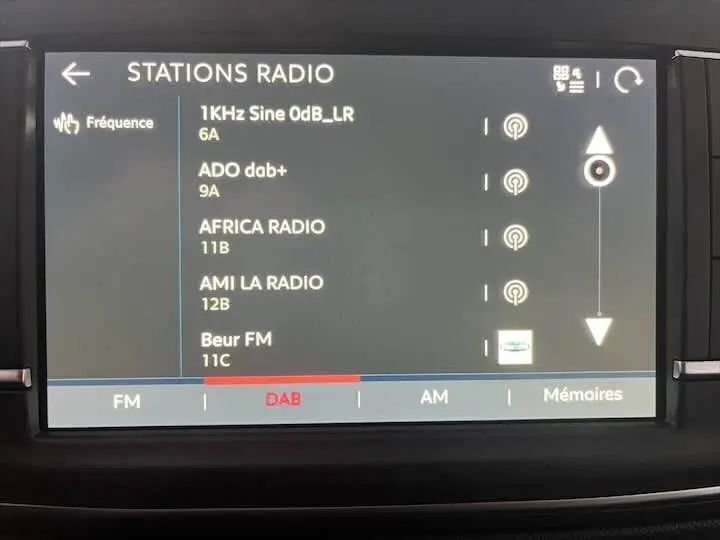 STATIONS RADIO
Fréquence
1KHz Sine 0dB_LR
6A
ADO dab+
9A
AFRICA RADIO
11B
AMI LA RADIO
12B
Beur FM
11C
FM
DAB
AM
Mémoires